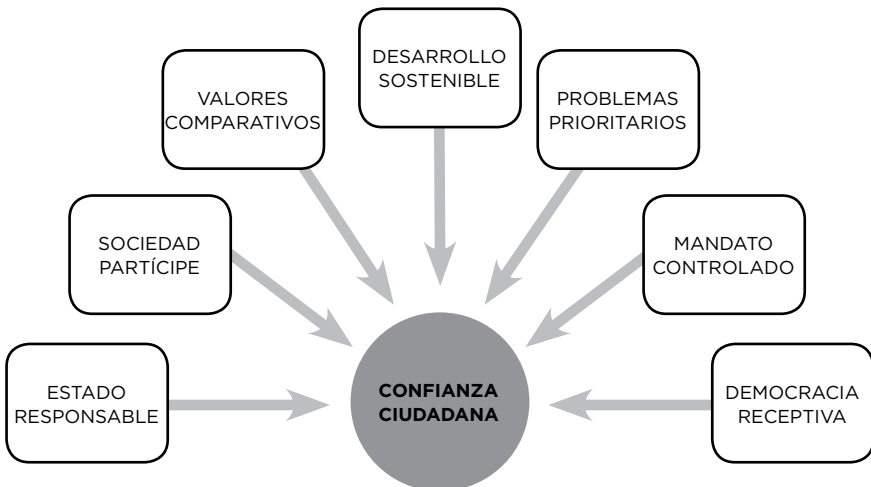 DESARROLLO
SOSTENIBLE
VALORES
COMPARATIVOS
PROBLEMAS
PRIORITARIOS
SOCIEDAD
PARTÍCIPE
MANDATO
CONTROLADO
ESTADO
RESPONSABLE
CONFIANZA
CIUDADANA
DEMOCRACIA
RECEPTIVA